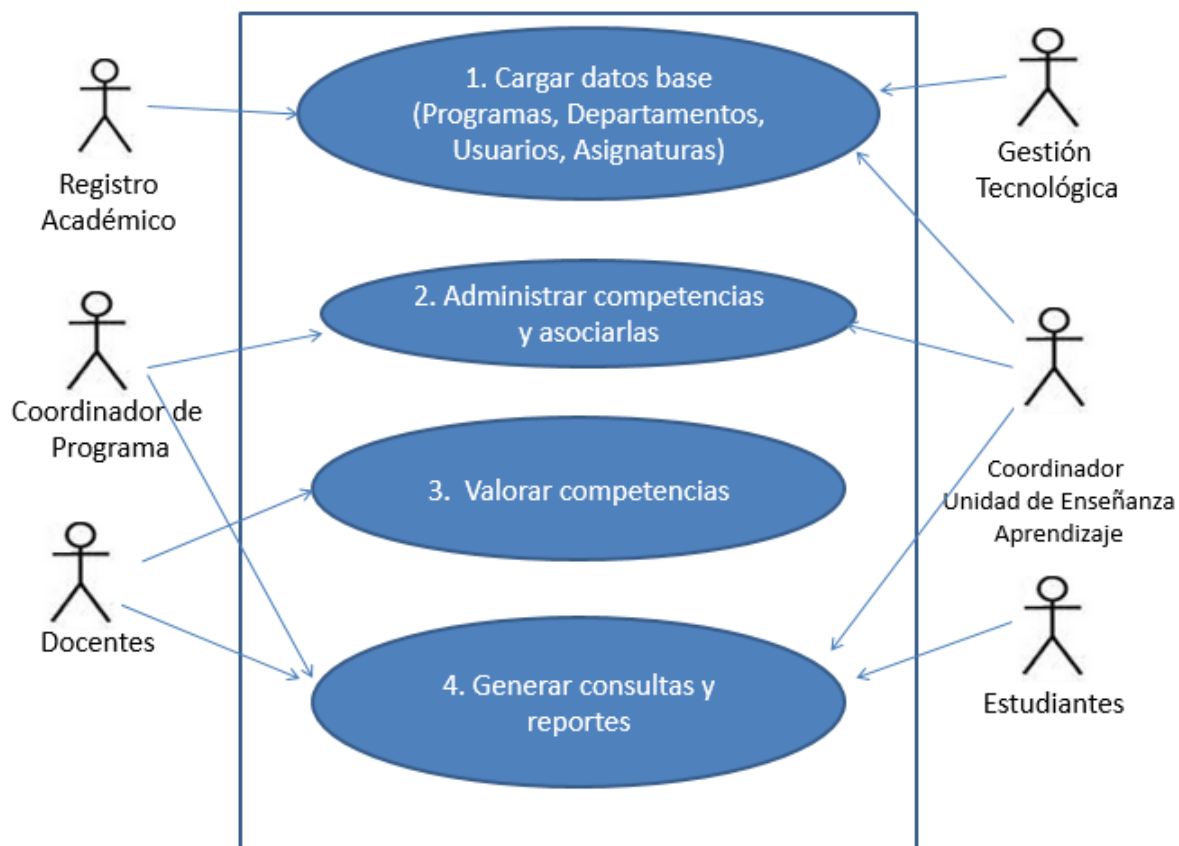 1. Cargar datos base
(Programas, Departamentos,
Usuarios, Asignaturas)
Registro
Académico
Gestión
Tecnológica
2. Administrar competencias
y asociarlas
Coordinador de
Programa
3. Valorar competencias
Coordinador
Unidad de Enseñanza
Aprendizaje
Docentes
4. Generar consultas y
reportes
Estudiantes